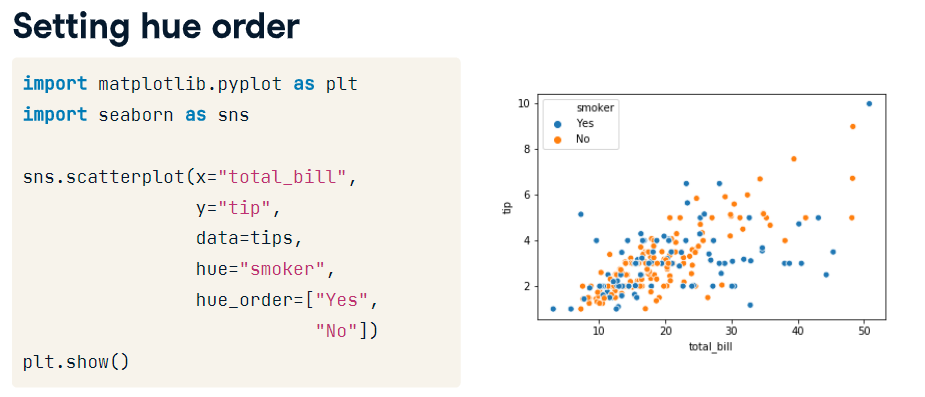 Setting hue order
import matplotlib.pyplot as plt
import seaborn as sns
sns.scatterplot(x="total_bill",
y="tip",
data=tips,
hue="smoker",
hue_order=["Yes",
"No"])
plt.show()
smoker
Yes
No
10
8
6
4
2
tip
10
20
30
40
50
total_bill